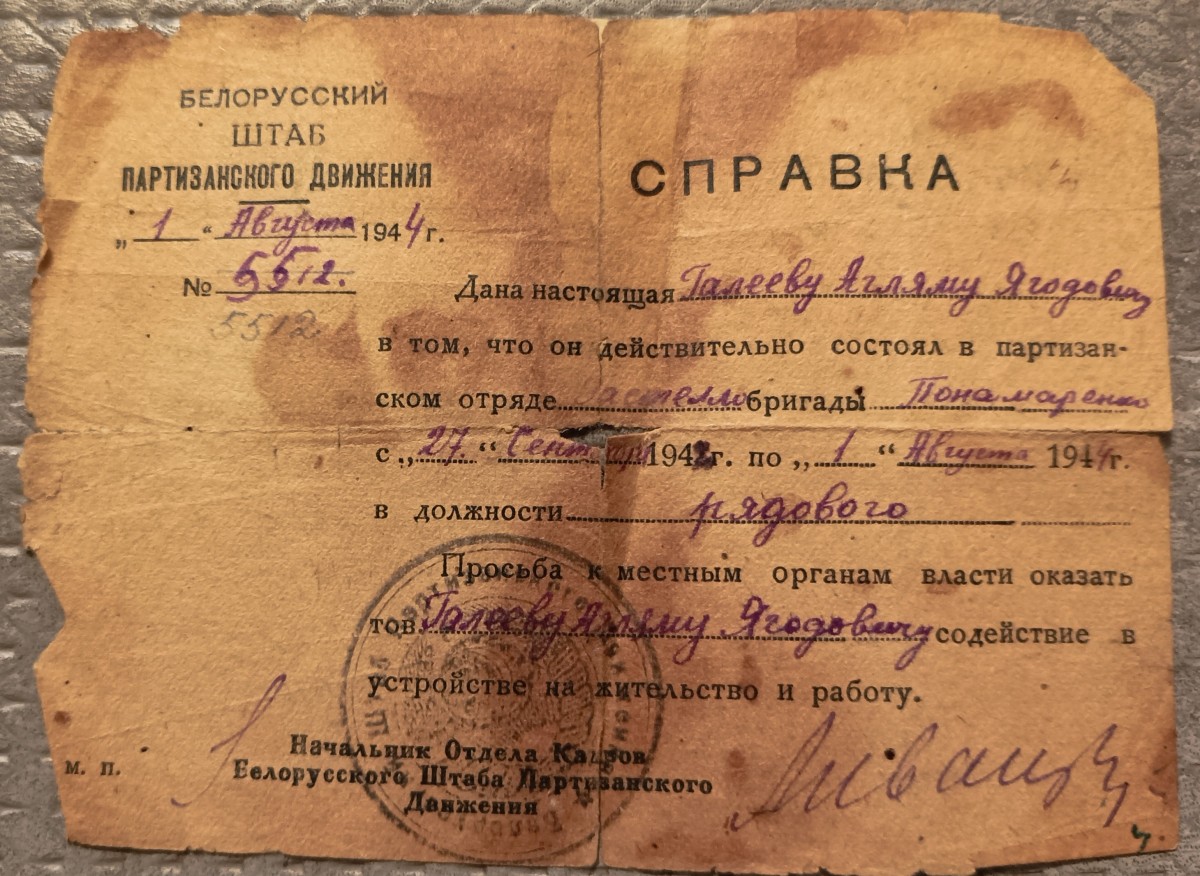 БЕЛОРУССКИЙ
ШТАБ
ПАРТИЗАНСКОГО ДВИЖЕНИЯ
„ 1 “ Августа 1944 г.
№ 5512.
5512
СПРАВКА
Дана настоящая Галееву Аглям​у Ягодовичу
в том, что он действительно состоял в партизан-
ском отряде Гастелло бригады Понамаренко
с „ 27. “ Сентября 1942 г. по „ 1 “ Августа 1944 г.
в должности рядового
Просьба к местным органам власти оказать
тов Галееву Агляму Ягодовичу содействие в
устройстве на жительство и работу.
м. п.
Начальник Отдела Кадров
Белорусского Штаба Партизанского
Движения